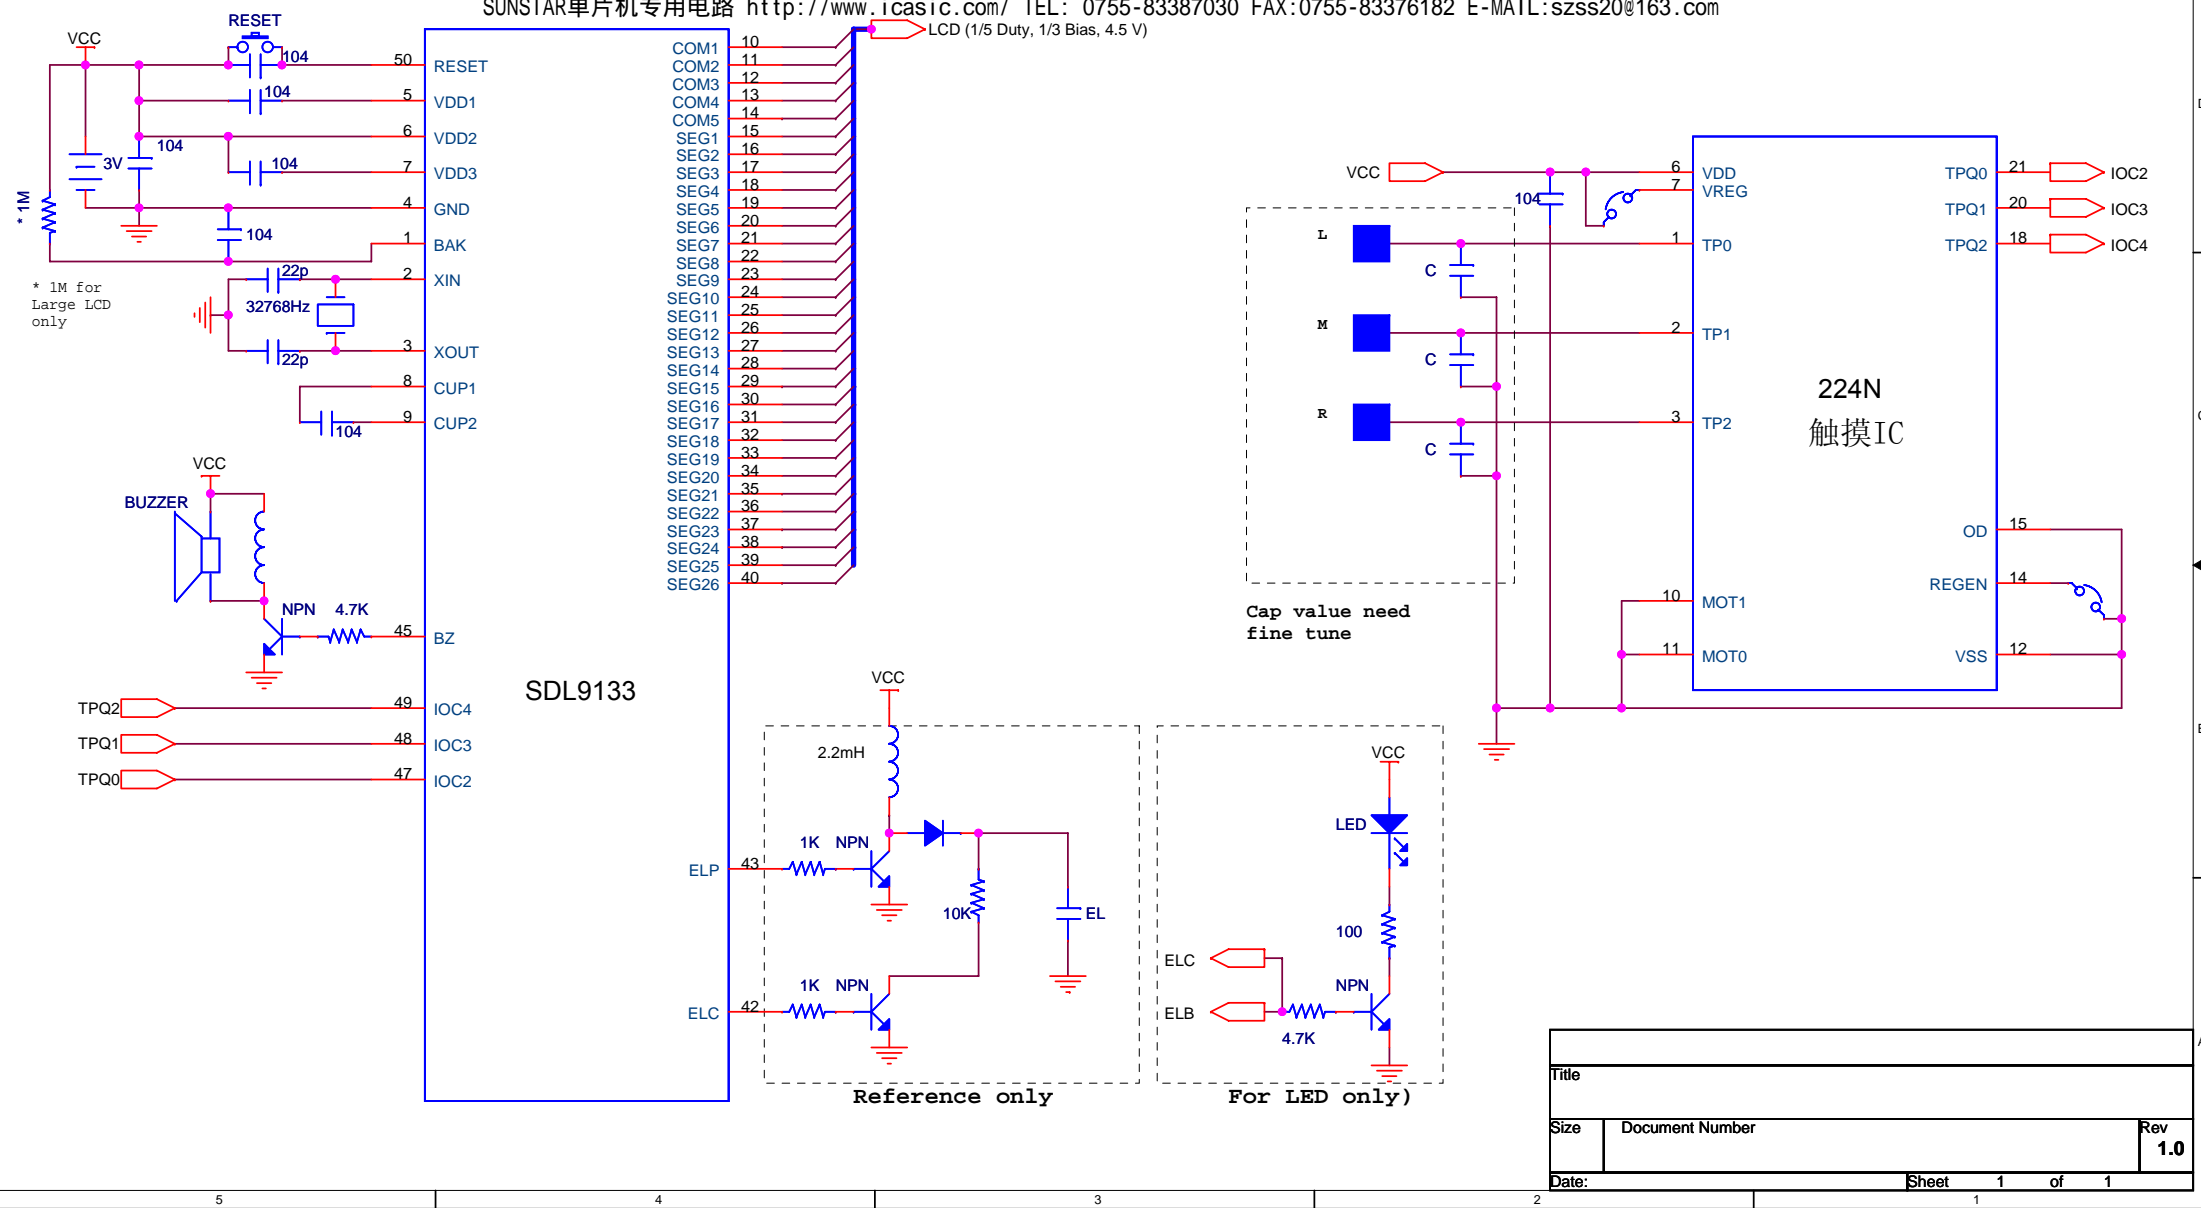 SUNSTAR单片机专用电路 http://www.icasic.com/ TEL: 0755-83387030 FAX:0755-83376182 E-MAIL:szss20@163.com
LCD (1/5 Duty, 1/3 Bias, 4.5 V)
RESET
VCC
104
50 RESET
104
5 VDD1
6 VDD2
104
3V
104
7 VDD3
* 1M
4 GND
104
1 BAK
* 1M for
Large LCD
only
22p
2 XIN
32768Hz
22p
3 XOUT
8 CUP1
104
9 CUP2
VCC
BUZZER
NPN 4.7K
45 BZ
TPQ2 49 IOC4
TPQ1 48 IOC3
TPQ0 47 IOC2
SDL9133
COM1 10
COM2 11
COM3 12
COM4 13
COM5 14
SEG1 15
SEG2 16
SEG3 17
SEG4 18
SEG5 19
SEG6 20
SEG7 21
SEG8 22
SEG9 23
SEG10 24
SEG11 25
SEG12 26
SEG13 27
SEG14 28
SEG15 29
SEG16 30
SEG17 31
SEG18 32
SEG19 33
SEG20 34
SEG21 35
SEG22 36
SEG23 37
SEG24 38
SEG25 39
SEG26 40
VCC
2.2mH
1K NPN
ELP 43
10K
EL
1K NPN
ELC 42
Reference only
VCC
LED
100
ELC
NPN
ELB
4.7K
For LED only)
VCC
104
6 VDD
7 VREG
L
C
1 TP0
M
C
2 TP1
R
C
3 TP2
Cap value need
fine tune
224N
触摸IC
TPQ0 21 IOC2
TPQ1 20 IOC3
TPQ2 18 IOC4
OD 15
REGEN 14
10 MOT1
11 MOT0
VSS 12
Title
Size Document Number Rev
1.0
Date: Sheet 1 of 1
5 4 3 2 1